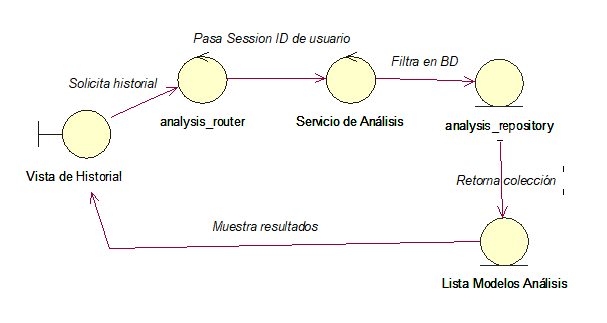 Pasa Session ID de usuario
Solicita historial
Filtra en BD
analysis_router
Servicio de Análisis
analysis_repository
Vista de Historial
Retorna colección
Muestra resultados
Lista Modelos Análisis